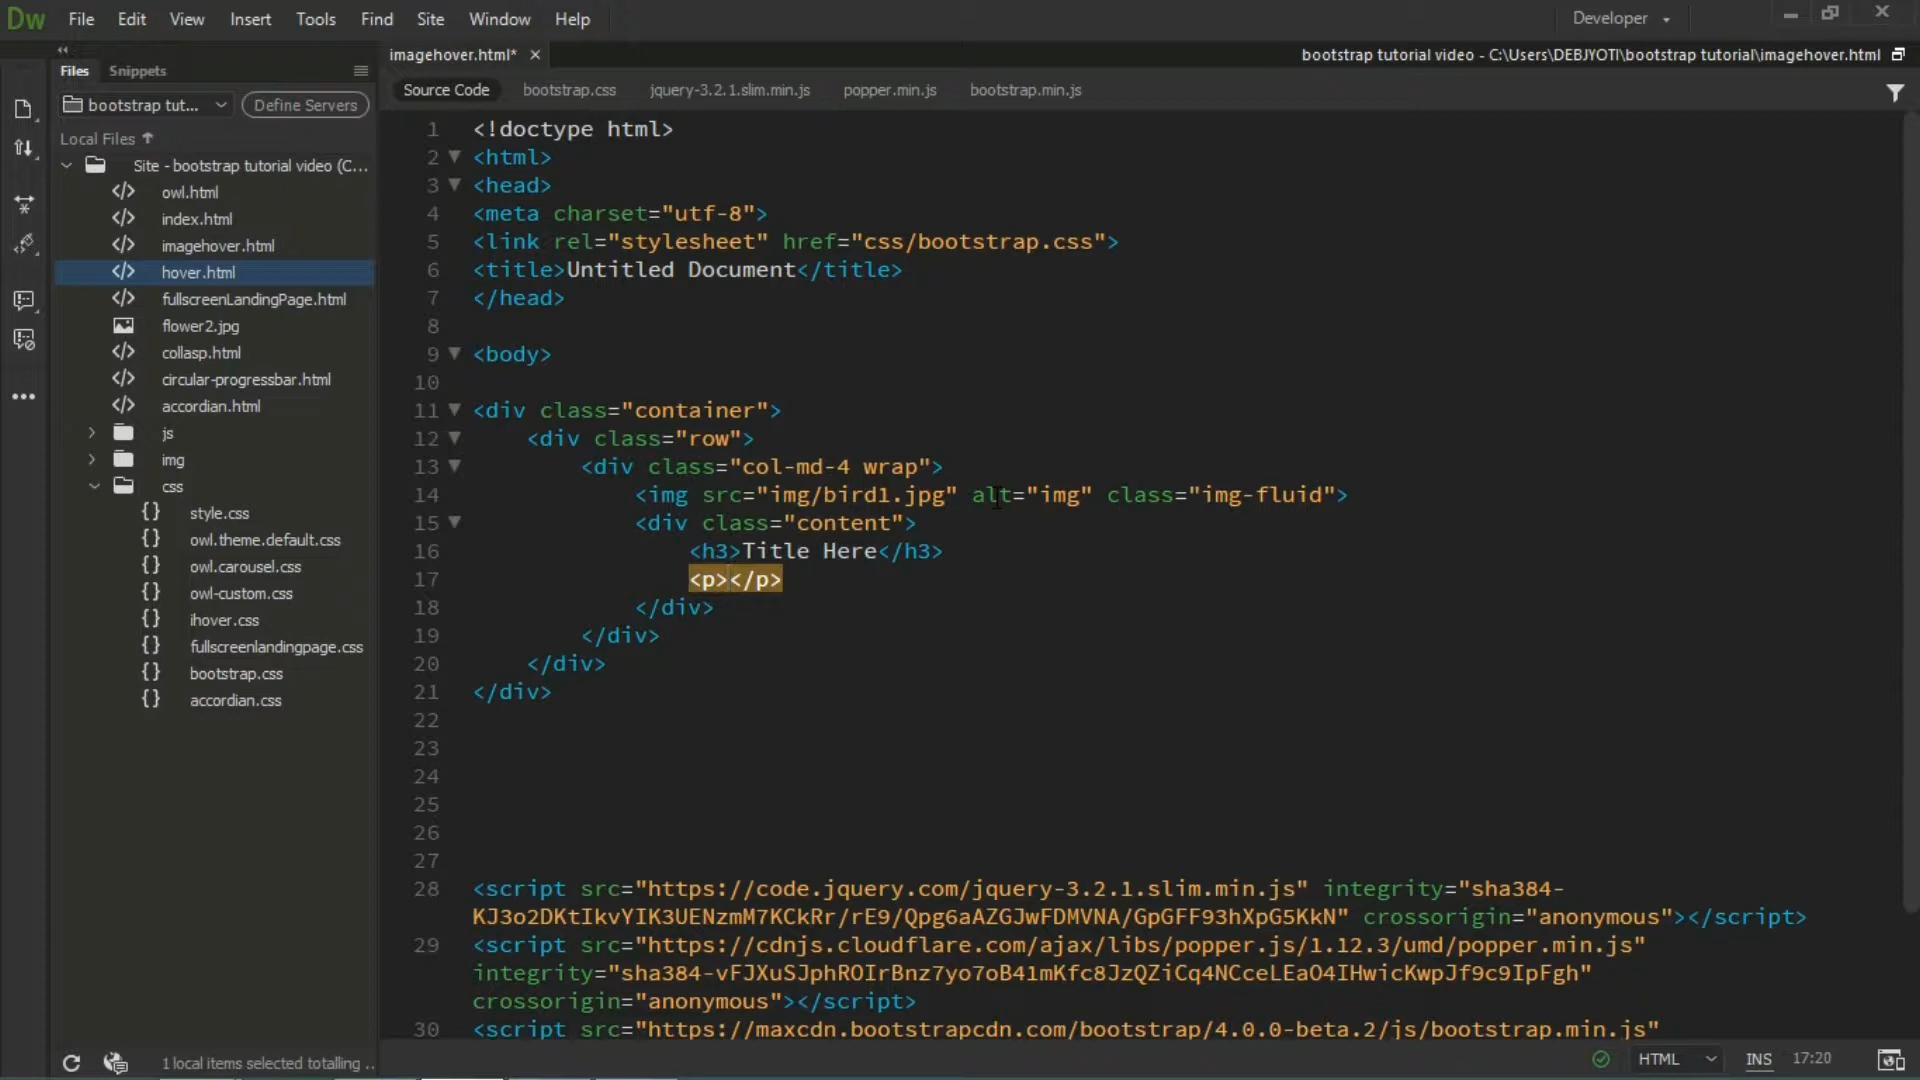 Dw File Edit View Insert Tools Find Site Window Help Developer
Files Snippets
bootstrap tut... Define Servers
Local Files
Site - bootstrap tutorial video (C...
owl.html
index.html
imagehover.html
hover.html
fullscreenLandingPage.html
flower2.jpg
collasp.html
circular-progressbar.html
accordian.html
js
img
css
style.css
owl.theme.default.css
owl.carousel.css
owl-custom.css
ihover.css
fullscreenlandingpage.css
bootstrap.css
accordian.css
1 local items selected totalling ..
imagehover.html* bootstrap tutorial video - C:\Users\DEBJYOTI\bootstrap tutorial\imagehover.html
Source Code bootstrap.css jquery-3.2.1.slim.min.js popper.min.js bootstrap.min.js
1 <!doctype html>
2 <html>
3 <head>
4 <meta charset="utf-8">
5 <link rel="stylesheet" href="css/bootstrap.css">
6 <title>Untitled Document</title>
7 </head>
8
9 <body>
10
11 <div class="container">
12 <div class="row">
13 <div class="col-md-4 wrap">
14 <img src="img/bird1.jpg" alt="img" class="img-fluid">
15 <div class="content">
16 <h3>Title Here</h3>
17 <p></p>
18 </div>
19 </div>
20 </div>
21 </div>
22
23
24
25
26
27
28 <script src="https://code.jquery.com/jquery-3.2.1.slim.min.js" integrity="sha384-
KJ3o2DKtIkvYIK3UENzmM7KCkRr/rE9/Qpg6aAZGJwFDMVNA/GpGFF93hXpG5KkN" crossorigin="anonymous"></script>
29 <script src="https://cdnjs.cloudflare.com/ajax/libs/popper.js/1.12.3/umd/popper.min.js"
integrity="sha384-vFJXuSJphROIrBnz7yo7oB41mKfc8JzQZiCq4NCceLEaO4IHwicKwpJf9c9IpFgh"
crossorigin="anonymous"></script>
30 <script src="https://maxcdn.bootstrapcdn.com/bootstrap/4.0.0-beta.2/js/bootstrap.min.js"
HTML INS 17:20